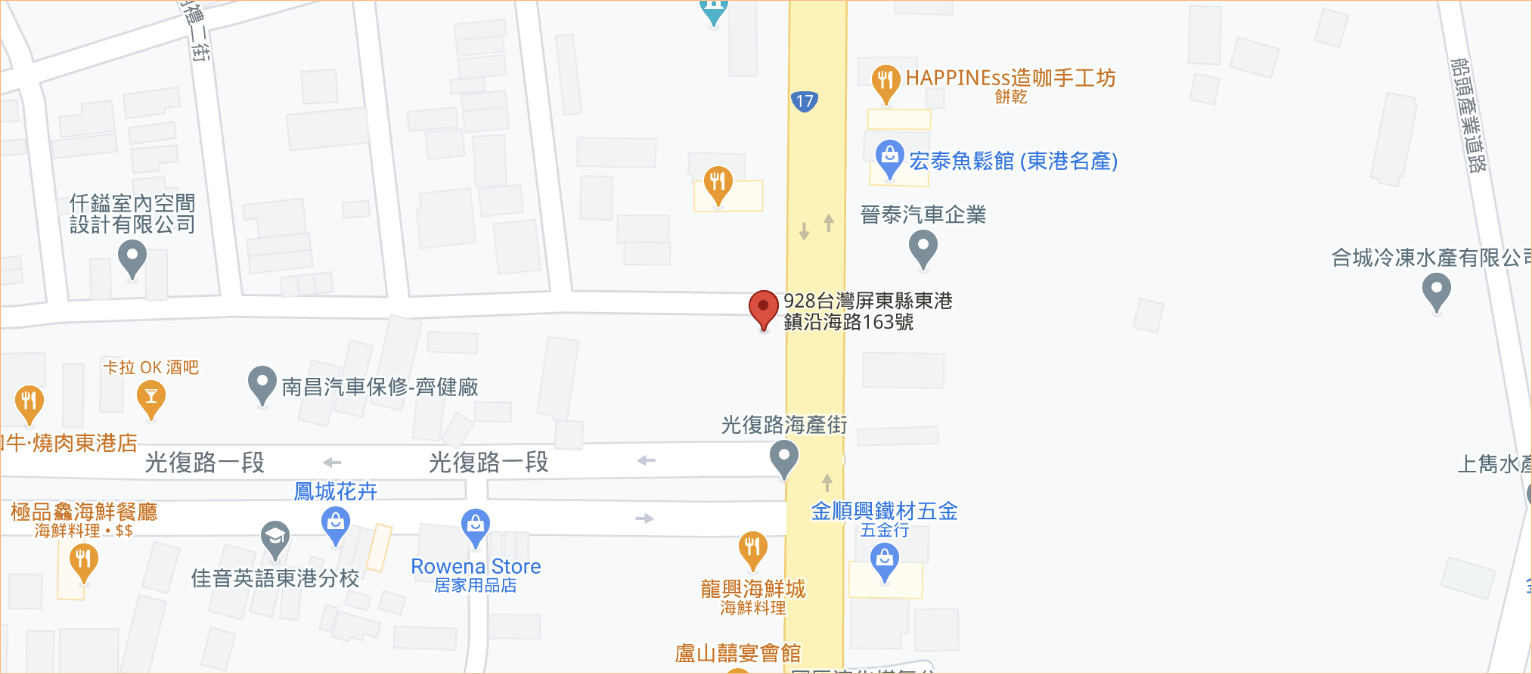 禮二街
17
HAPPINEss造咖手工坊
餅乾
船頭產業道路
宏泰魚鬆館 (東港名產)
仟鎰室內空間
設計有限公司
晉泰汽車企業
合城冷凍水產有限公司
928台灣屏東縣東港
鎮沿海路163號
卡拉 OK 酒吧
南昌汽車保修-齊健廠
牛·燒肉東港店
光復路海產街
光復路一段
光復路一段
上雋水產
鳳城花卉
極品鱻海鮮餐廳
海鮮料理 • $$
金順興鐵材五金
五金行
Rowena Store
居家用品店
佳音英語東港分校
龍興海鮮城
海鮮料理
盧山囍宴會館